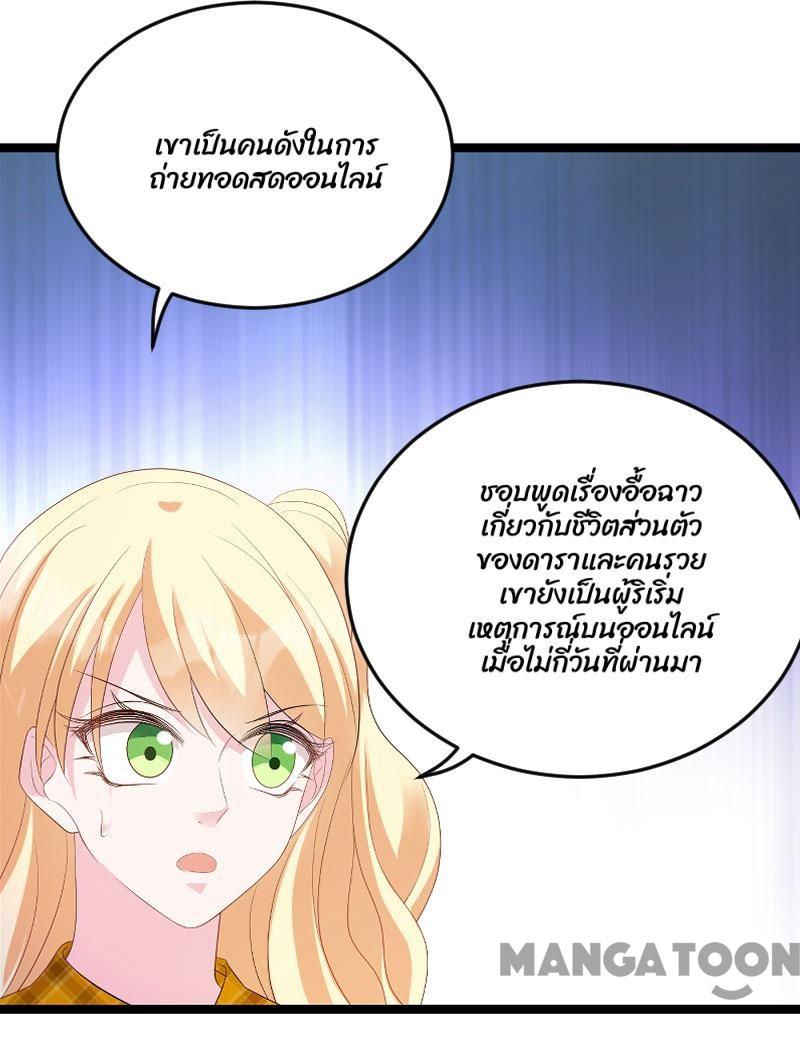 เขาเป็นคนดังในการ
ถ่ายทอดสดออนไลน์
ชอบพูดเรื่องอื้อฉาว
เกี่ยวกับชีวิตส่วนตัว
ของดาราและคนรวย
เขายังเป็นผู้ริเริ่ม
เหตุการณ์บนออนไลน์
เมื่อไม่กี่วันที่ผ่านมา
MANGATOON